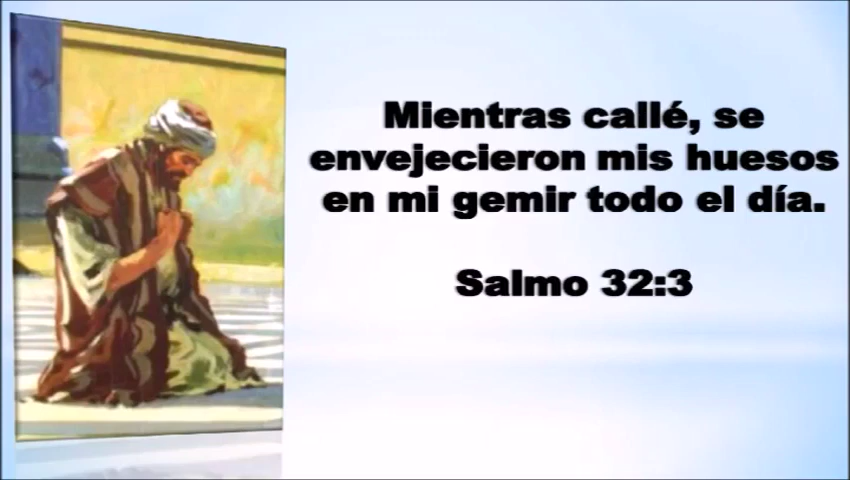 Mientras callé, se
envejecieron mis huesos
en mi gemir todo el día.
Salmo 32:3